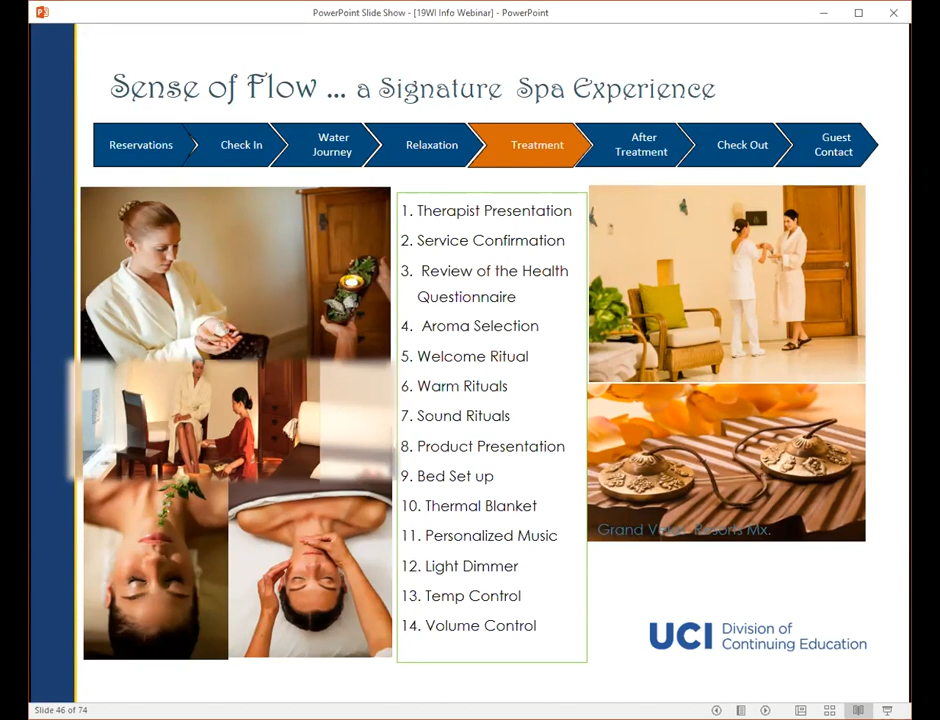 PowerPoint Slide Show - [19WI Info Webinar] - PowerPoint
Sense of Flow ... a Signature Spa Experience
Reservations
Check In
Water
Journey
Relaxation
Treatment
After
Treatment
Check Out
Guest
Contact
1. Therapist Presentation
2. Service Confirmation
3. Review of the Health
Questionnaire
4. Aroma Selection
5. Welcome Ritual
6. Warm Rituals
7. Sound Rituals
8. Product Presentation
9. Bed Set up
10. Thermal Blanket
11. Personalized Music
12. Light Dimmer
13. Temp Control
14. Volume Control
Grand Velas Resorts Mx.
UCI Division of
Continuing Education
Slide 46 of 74